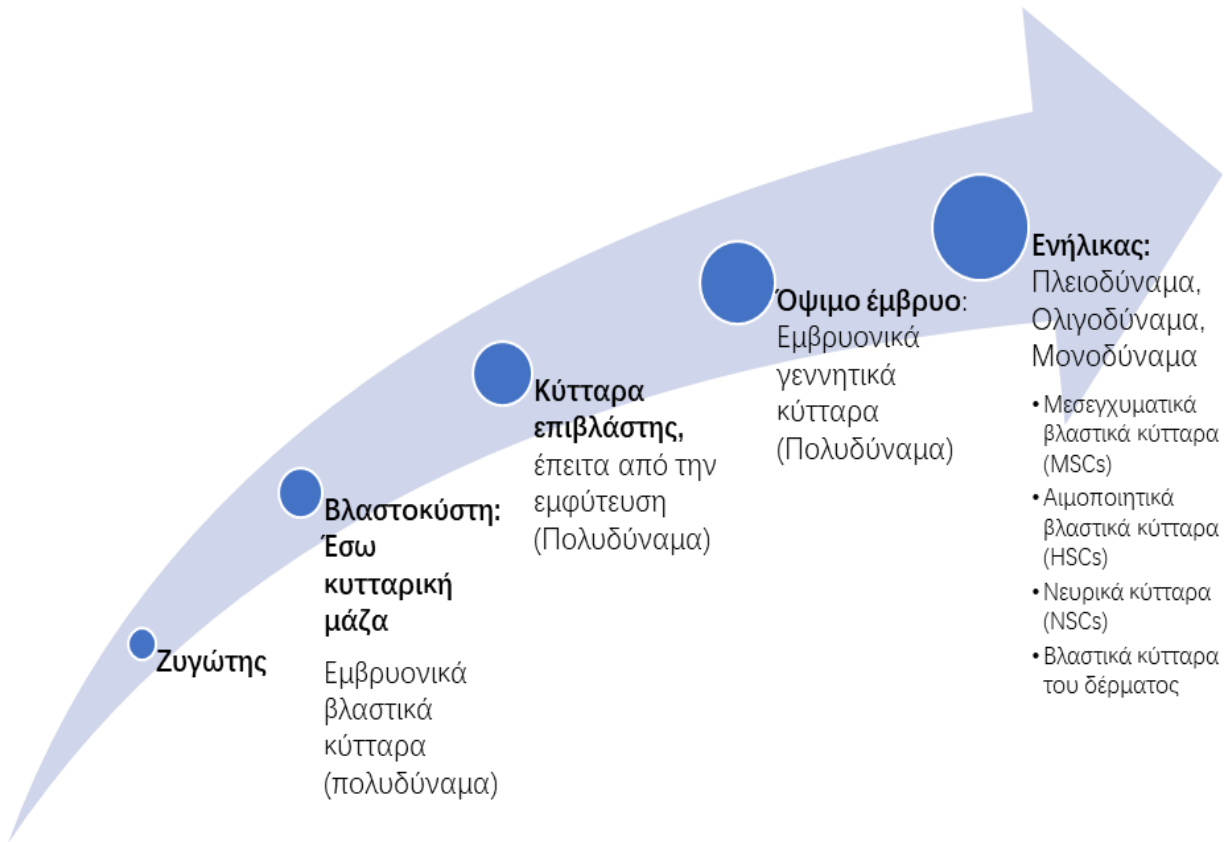 Ζυγώτης
Βλαστοκύστη:
Έσω
κυτταρική
μάζα
Εμβρυονικά
βλαστικά
κύτταρα
(πολυδύναμα)
Κύτταρα
επιβλάστης,
έπειτα από την
εμφύτευση
(Πολυδύναμα)
Όψιμο έμβρυο:
Εμβρυονικά
γεννητικά
κύτταρα
(Πολυδύναμα)
Ενήλικας:
Πλειοδύναμα,
Ολιγοδύναμα,
Μονοδύναμα
• Μεσεγχυματικά
βλαστικά κύτταρα
(MSCs)
• Αιμοποιητικά
βλαστικά κύτταρα
(HSCs)
• Νευρικά κύτταρα
(NSCs)
• Βλαστικά κύτταρα
του δέρματος